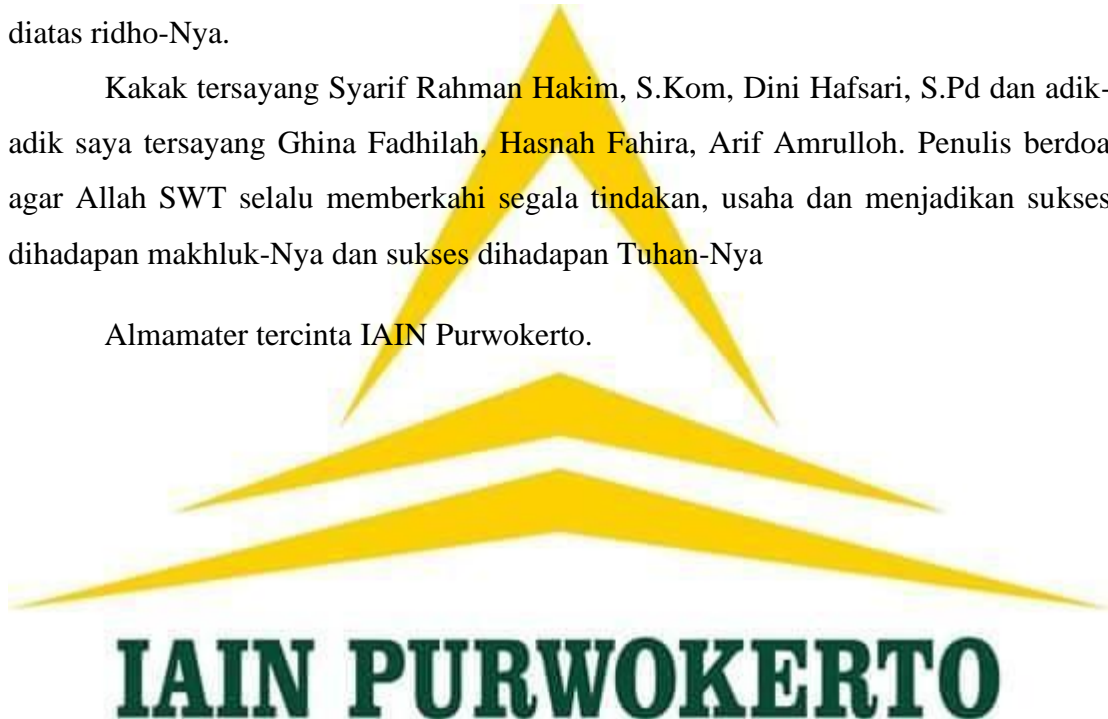 diatas ridho-Nya.
Kakak tersayang Syarif Rahman Hakim, S.Kom, Dini Hafsari, S.Pd dan adik-
adik saya tersayang Ghina Fadhilah, Hasnah Fahira, Arif Amrulloh. Penulis berdoa
agar Allah SWT selalu memberkahi segala tindakan, usaha dan menjadikan sukses
dihadapan makhluk-Nya dan sukses dihadapan Tuhan-Nya
Almamater tercinta IAIN Purwokerto.
IAIN PURWOKERTO